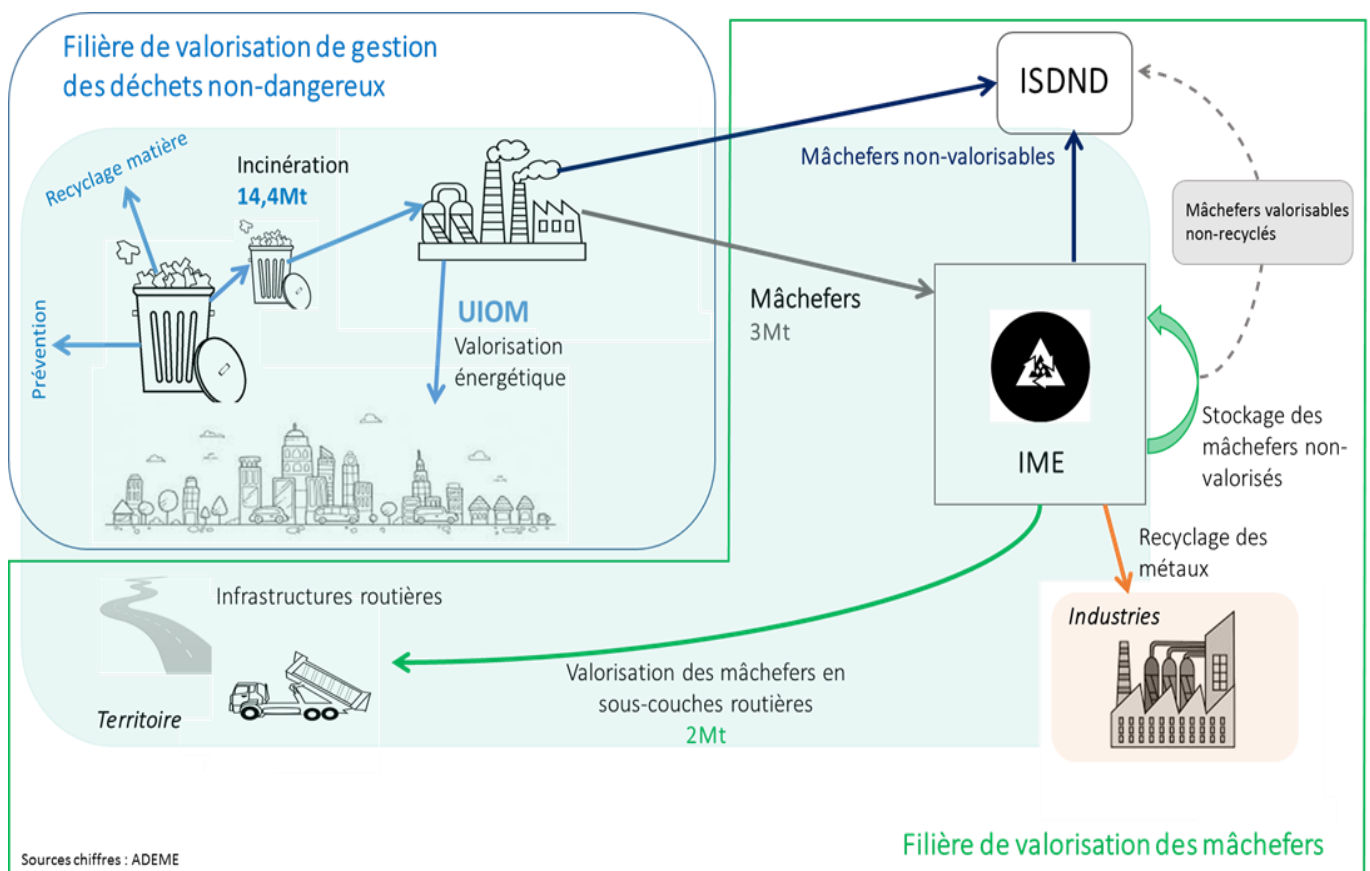 Filière de valorisation de gestion
des déchets non-dangereux
Recyclage matière
Incinération
14,4Mt
Prévention
UIOM
Valorisation
énergétique
ISDND
Mâchefers non-valorisables
Mâchefers valorisables
non-recyclés
Mâchefers
3Mt
IME
Stockage des
mâchefers non-
valorisés
Recyclage des
métaux
Industries
Infrastructures routières
Territoire
Valorisation des mâchefers en
sous-couches routières
2Mt
Filière de valorisation des mâchefers
Sources chiffres : ADEME